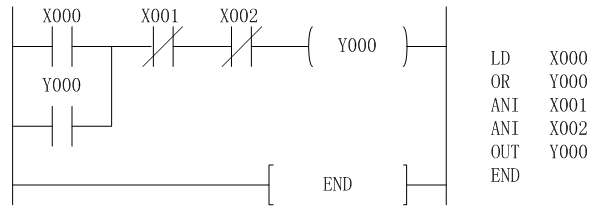 X000 X001 X002
Y000
Y000
END
LD X000
OR Y000
ANI X001
ANI X002
OUT Y000
END